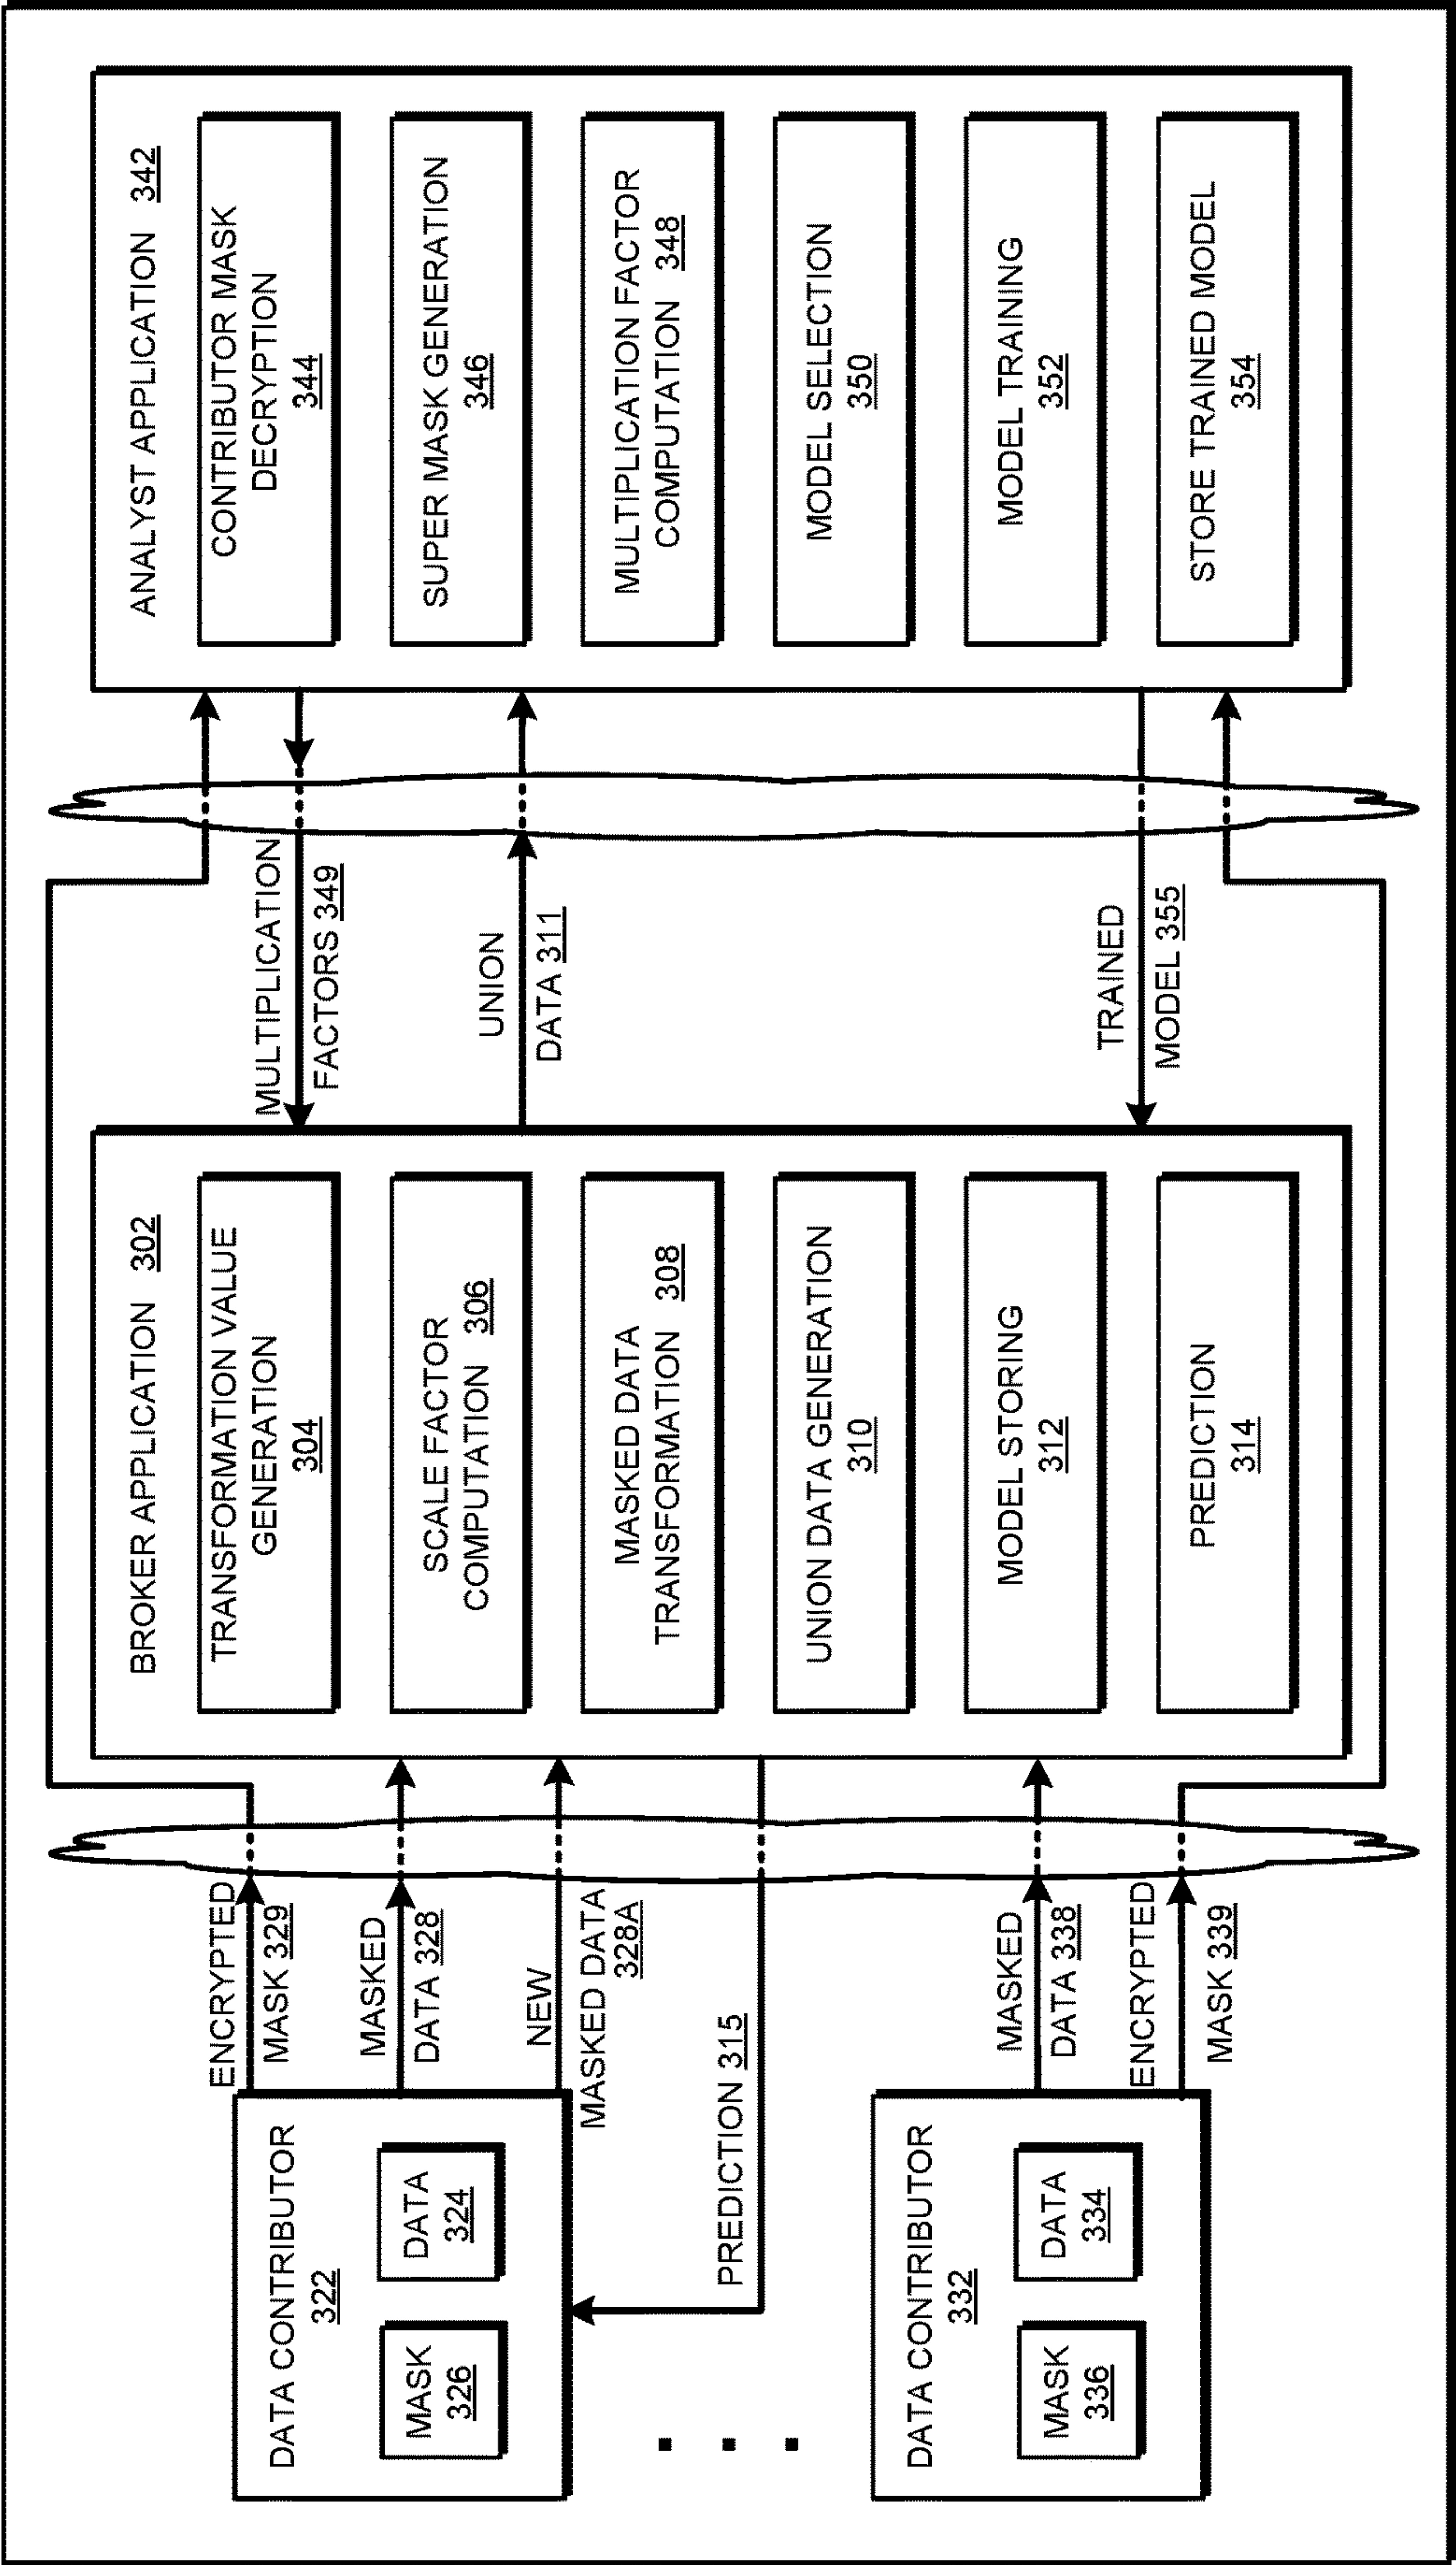 DATA CONTRIBUTOR
322
MASK
326
DATA
324
DATA CONTRIBUTOR
332
MASK
336
DATA
334
ENCRYPTED
MASK 329
MASKED
DATA 328
NEW
MASKED DATA
328A
PREDICTION 315
MASKED
DATA 338
ENCRYPTED
MASK 339
BROKER APPLICATION 302
TRANSFORMATION VALUE
GENERATION
304
SCALE FACTOR
COMPUTATION 306
MASKED DATA
TRANSFORMATION 308
UNION DATA GENERATION
310
MODEL STORING
312
PREDICTION
314
MULTIPLICATION
FACTORS 349
UNION
DATA 311
TRAINED
MODEL 355
ANALYST APPLICATION 342
CONTRIBUTOR MASK
DECRYPTION
344
SUPER MASK GENERATION
346
MULTIPLICATION FACTOR
COMPUTATION 348
MODEL SELECTION
350
MODEL TRAINING
352
STORE TRAINED MODEL
354